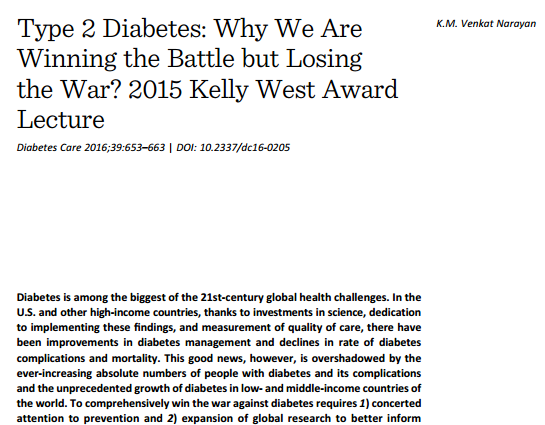 Type 2 Diabetes: Why We Are
Winning the Battle but Losing
the War? 2015 Kelly West Award
Lecture
Diabetes Care 2016;39:653–663 | DOI: 10.2337/dc16-0205
K.M. Venkat Narayan
Diabetes is among the biggest of the 21st-century global health challenges. In the
U.S. and other high-income countries, thanks to investments in science, dedication
to implementing these findings, and measurement of quality of care, there have
been improvements in diabetes management and declines in rate of diabetes
complications and mortality. This good news, however, is overshadowed by the
ever-increasing absolute numbers of people with diabetes and its complications
and the unprecedented growth of diabetes in low- and middle-income countries of
the world. To comprehensively win the war against diabetes requires 1) concerted
attention to prevention and 2) expansion of global research to better inform